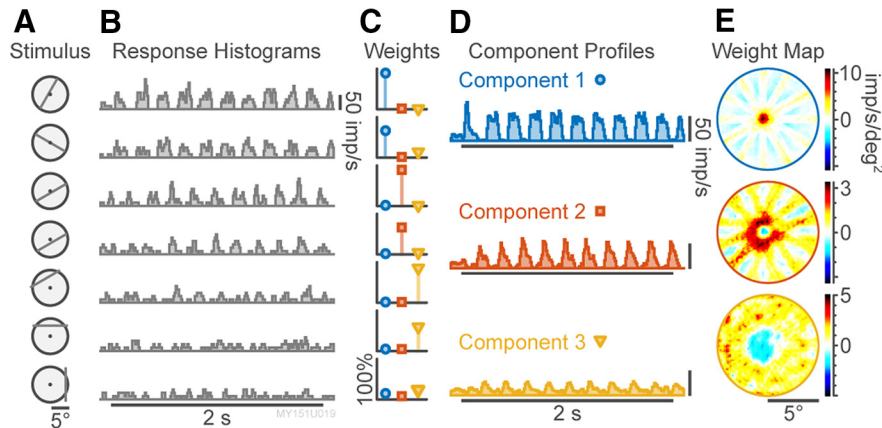 A B C D E
Stimulus Response Histograms Weights Component Profiles Weight Map
50 imp/s
Component 1
50 imp/s
10
0
imp/s/deg²
Component 2
3
0
Component 3
5
0
100%
5°
2 s
MY151U019
2 s
5°